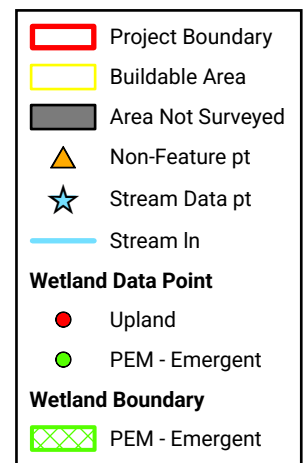 Project Boundary
Buildable Area
Area Not Surveyed
Non-Feature pt
Stream Data pt
Stream ln
Wetland Data Point
Upland
PEM - Emergent
Wetland Boundary
PEM - Emergent